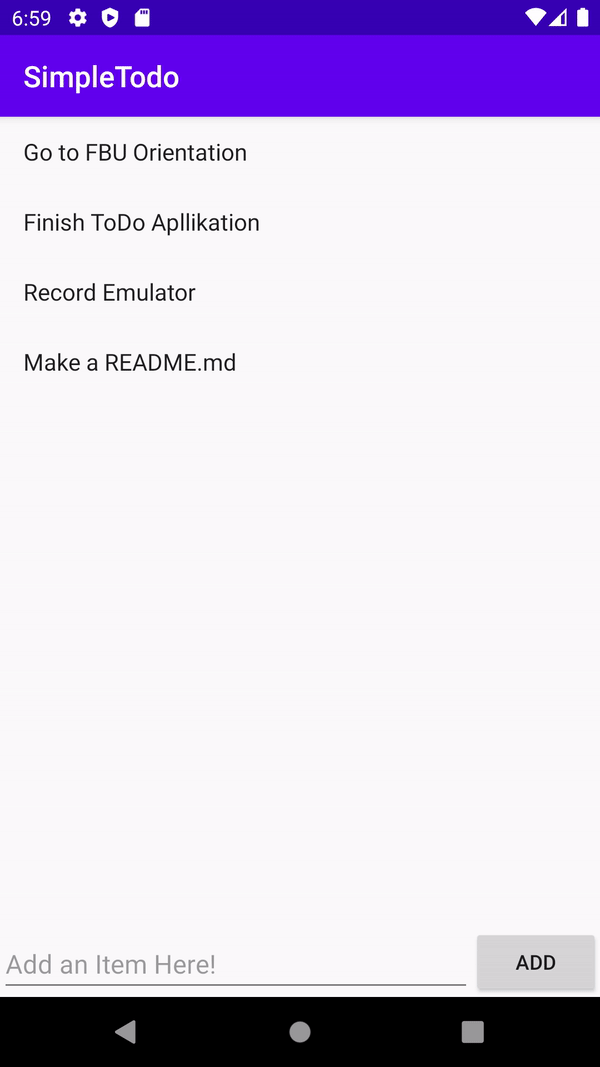 6:59
SimpleTodo
Go to FBU Orientation
Finish ToDo Apllikation
Record Emulator
Make a README.md
Add an Item Here!
ADD